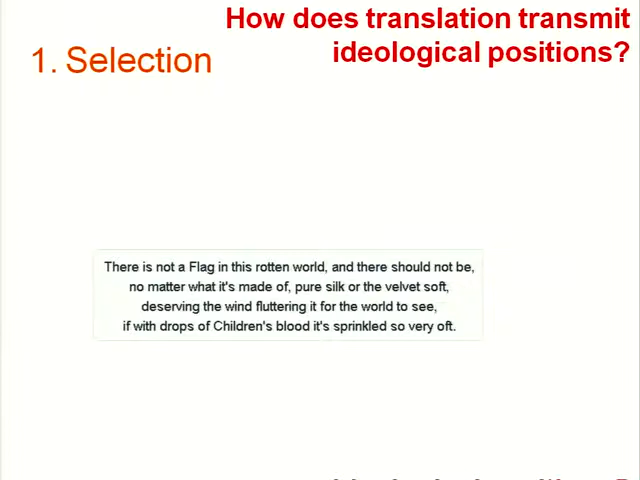 How does translation transmit
ideological positions?
1. Selection
There is not a Flag in this rotten world, and there should not be,
no matter what it's made of, pure silk or the velvet soft,
deserving the wind fluttering it for the world to see,
if with drops of Children's blood it's sprinkled so very oft.